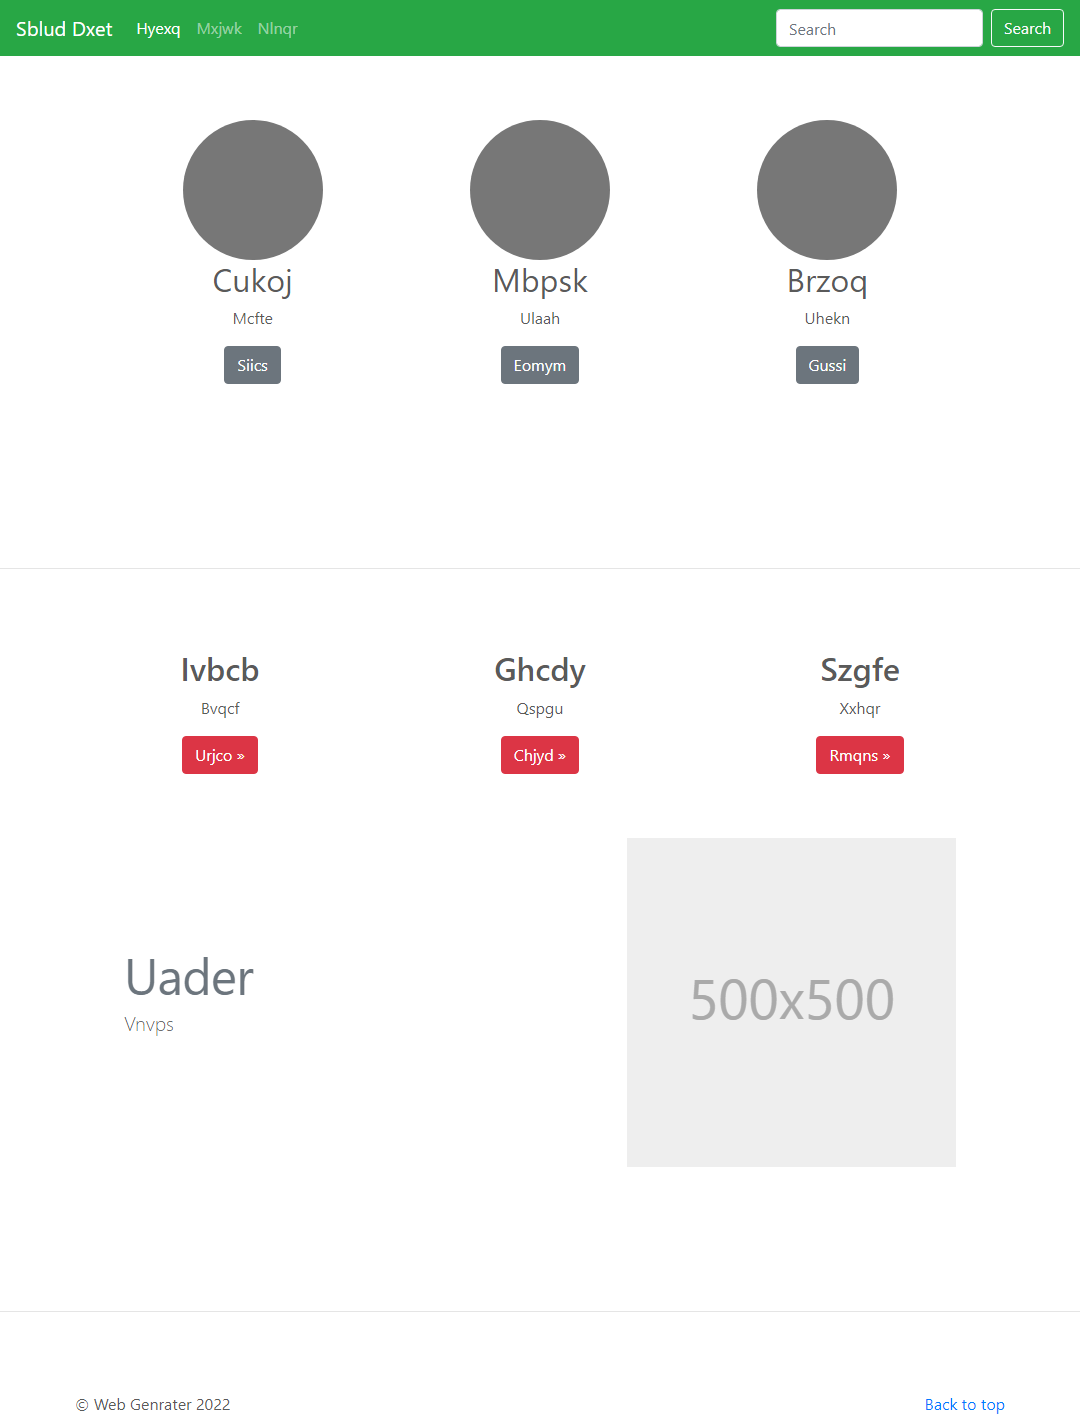 Sblud Dxet Hyexq Mxjwk Nlnqr Search Search
Cukoj Mbpsk Brzoq
Mcfte Ulaah Uhekn
Siics Eomym Gussi
Ivbcb Ghcdy Szgfe
Bvqcf Qspgu Xxhqr
Urjco » Chjyd » Rmqns »
Uader
Vnvps
500x500
© Web Genrater 2022 Back to top